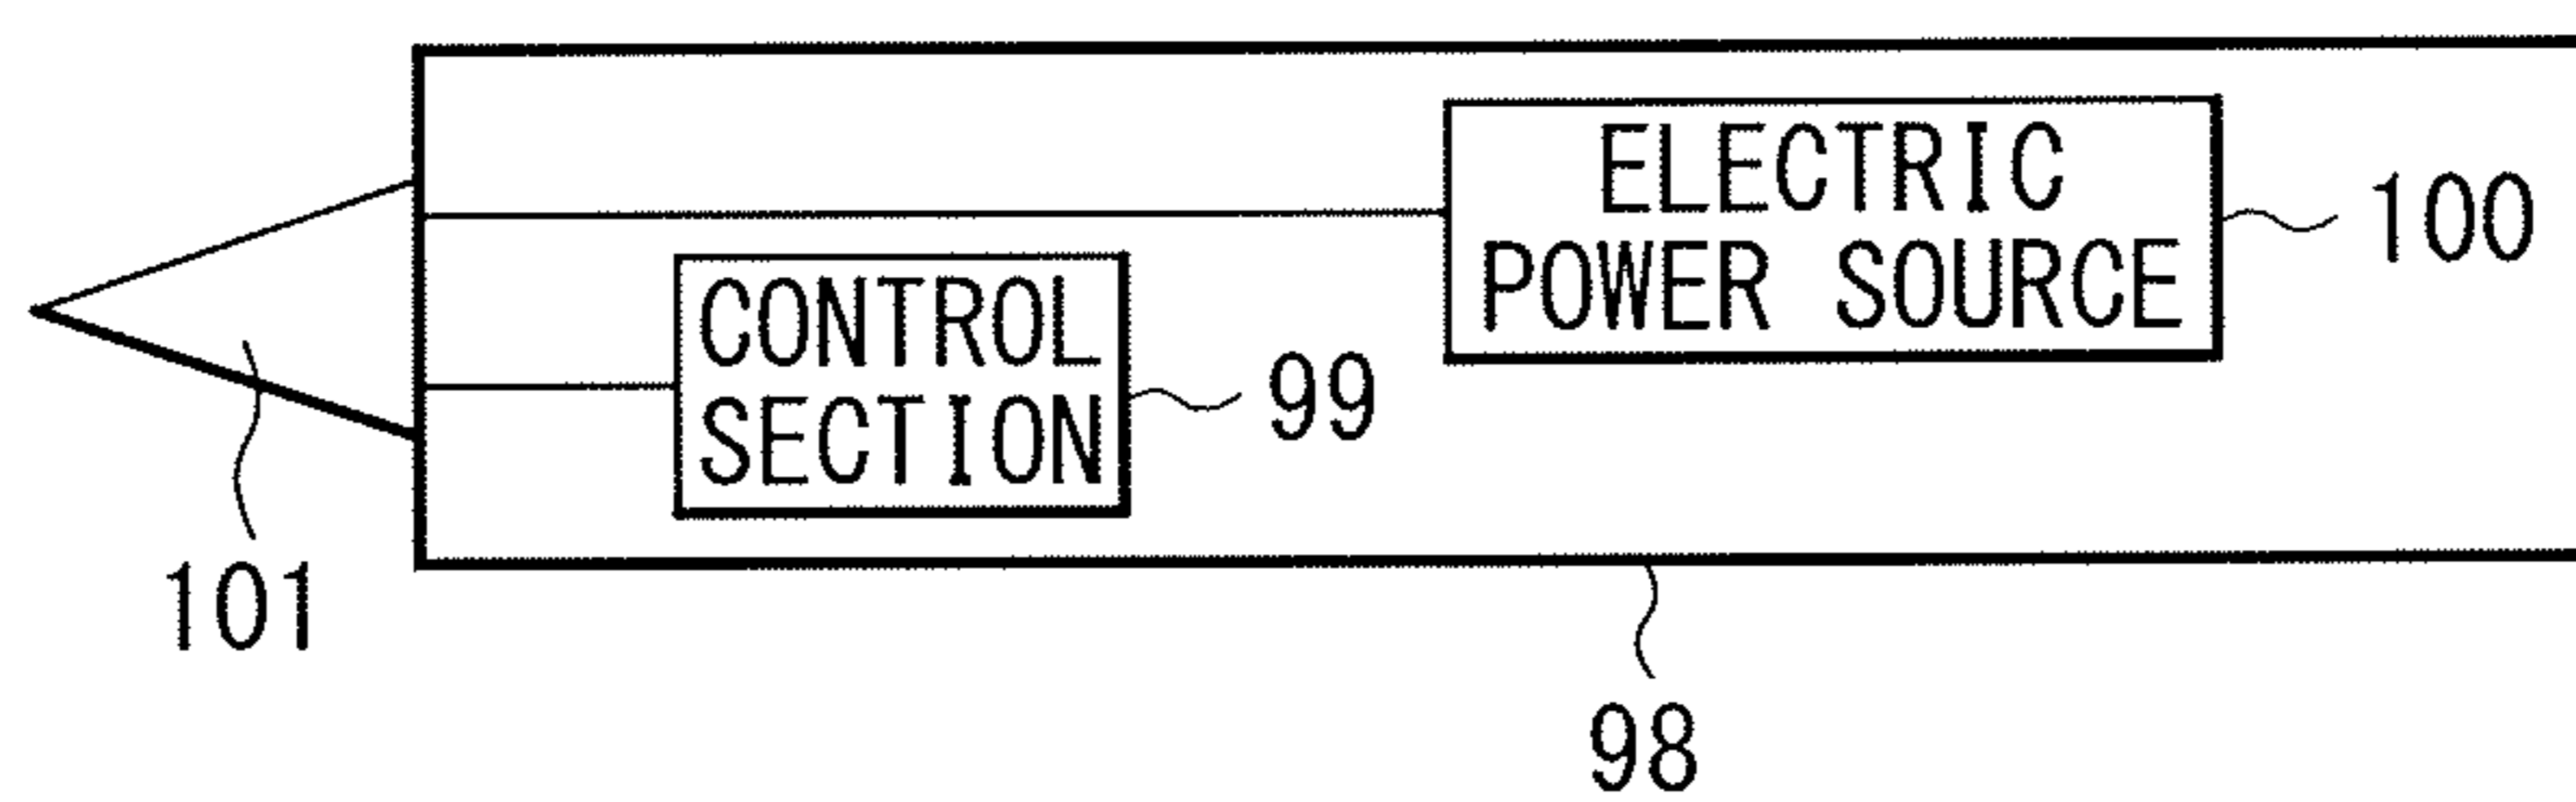 ELECTRIC
POWER SOURCE
100
CONTROL
SECTION
99
101
98